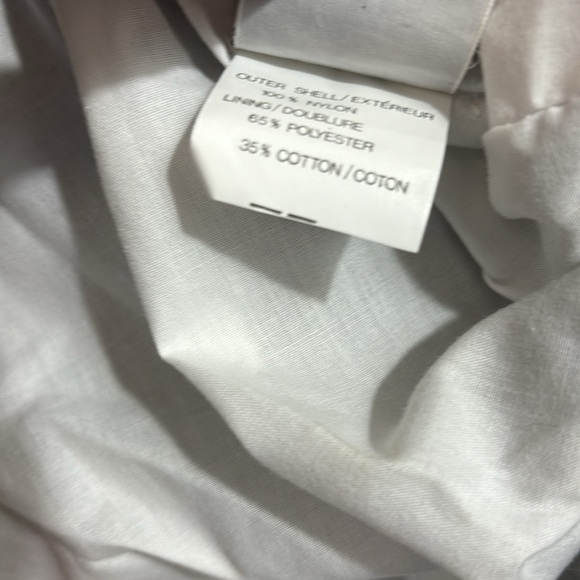 OUTER SHELL/EXTÉRIEUR
100% NYLON
LINING/DOUBLURE
65% POLYESTER
35% COTTON/COTON